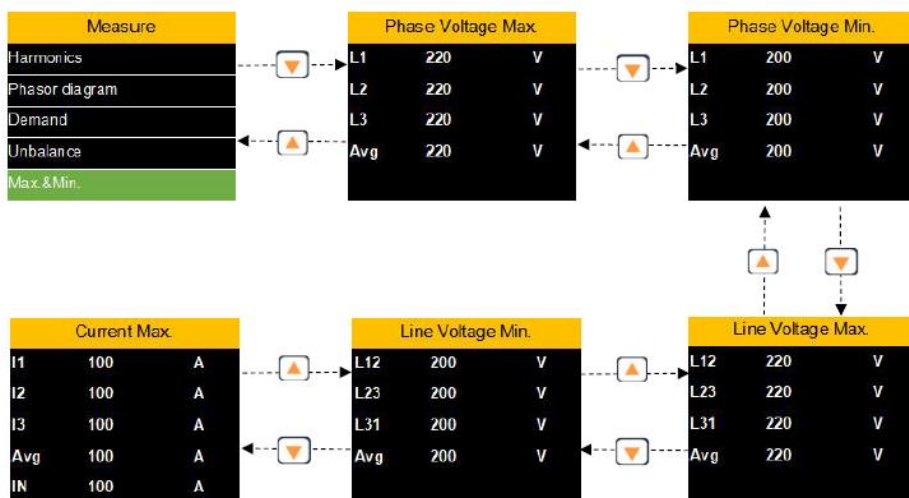 Measure
Harmonics
Phasor diagram
Demand
Unbalance
Max.&Min.
Phase Voltage Max.
L1 220 V
L2 220 V
L3 220 V
Avg 220 V
Phase Voltage Min.
L1 200 V
L2 200 V
L3 200 V
Avg 200 V
Current Max.
I1 100 A
I2 100 A
I3 100 A
Avg 100 A
IN 100 A
Line Voltage Min.
L12 200 V
L23 200 V
L31 200 V
Avg 200 V
Line Voltage Max.
L12 220 V
L23 220 V
L31 220 V
Avg 220 V